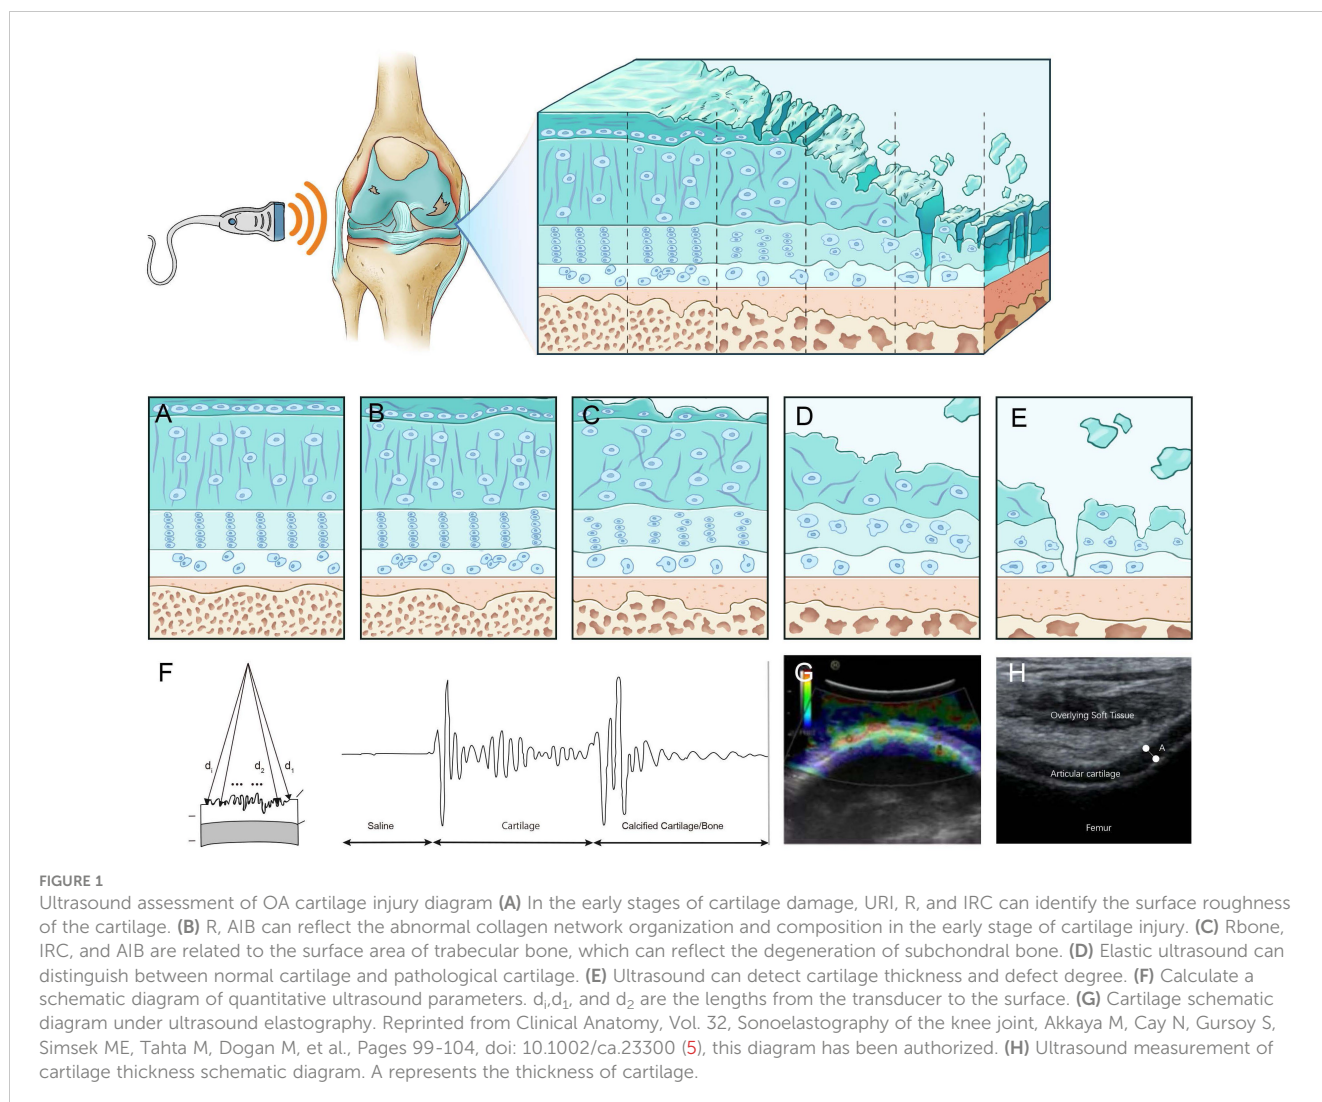 A
B
C
D
E
F
dᵢ
d₂
d₁
... ...
Saline
Cartilage
Calcified Cartilage/Bone
G
H
Overlying Soft Tissue
A
Articular cartilage
Femur
FIGURE 1
Ultrasound assessment of OA cartilage injury diagram (A) In the early stages of cartilage damage, URI, R, and IRC can identify the surface roughness
of the cartilage. (B) R, AIB can reflect the abnormal collagen network organization and composition in the early stage of cartilage injury. (C) Rbone,
IRC, and AIB are related to the surface area of trabecular bone, which can reflect the degeneration of subchondral bone. (D) Elastic ultrasound can
distinguish between normal cartilage and pathological cartilage. (E) Ultrasound can detect cartilage thickness and defect degree. (F) Calculate a
schematic diagram of quantitative ultrasound parameters. dᵢ,d₁, and d₂ are the lengths from the transducer to the surface. (G) Cartilage schematic
diagram under ultrasound elastography. Reprinted from Clinical Anatomy, Vol. 32, Sonoelastography of the knee joint, Akkaya M, Cay N, Gursoy S,
Simsek ME, Tahta M, Dogan M, et al., Pages 99-104, doi: 10.1002/ca.23300 (5), this diagram has been authorized. (H) Ultrasound measurement of
cartilage thickness schematic diagram. A represents the thickness of cartilage.